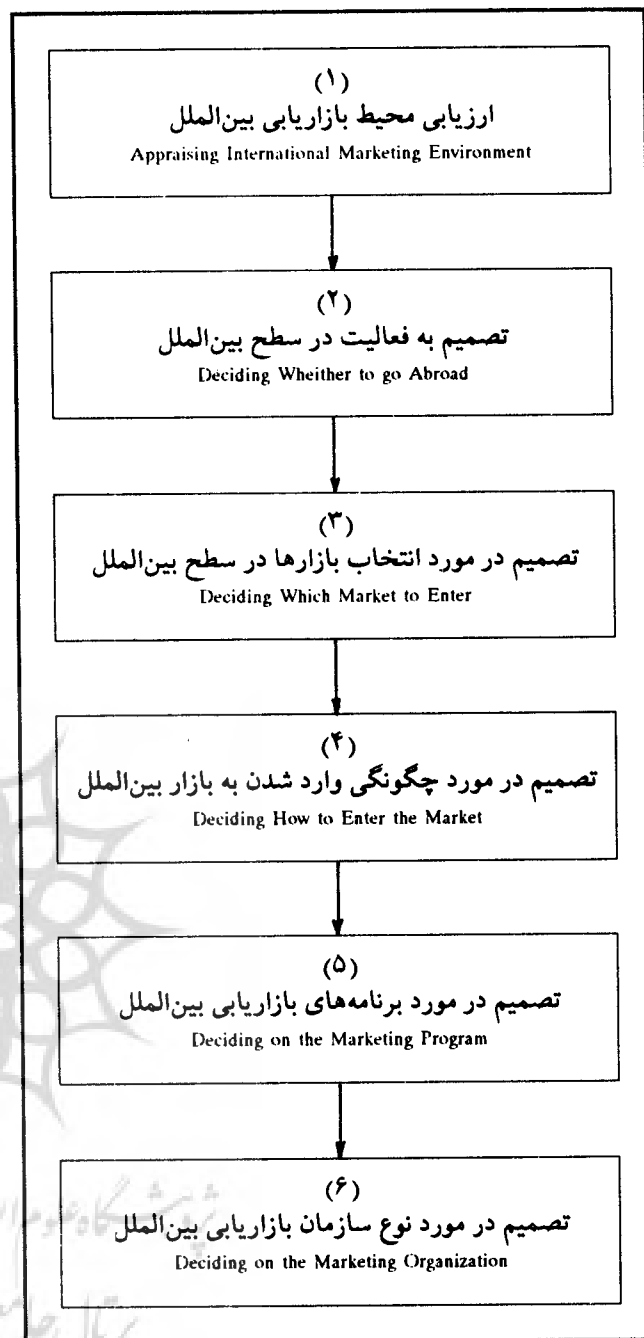 (۱)
ارزیابی محیط بازاریابی بین‌الملل
Appraising International Marketing Environment
(۲)
تصمیم به فعالیت در سطح بین‌الملل
Deciding Wheither to go Abroad
(۳)
تصمیم در مورد انتخاب بازارها در سطح بین‌الملل
Deciding Which Market to Enter
(۴)
تصمیم در مورد چگونگی وارد شدن به بازار بین‌الملل
Deciding How to Enter the Market
(۵)
تصمیم در مورد برنامه‌های بازاریابی بین‌الملل
Deciding on the Marketing Program
(۶)
تصمیم در مورد نوع سازمان بازاریابی بین‌الملل
Deciding on the Marketing Organization